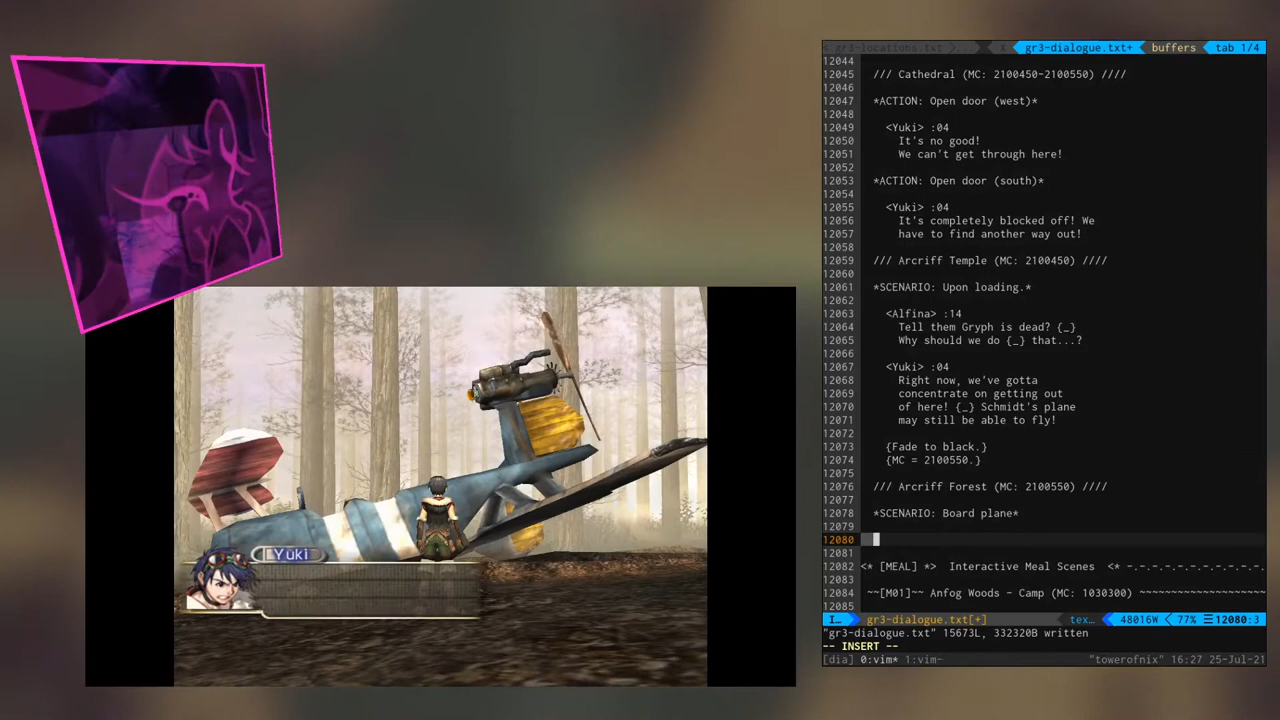 Yuki
< gr3-locations.txt >... X gr3-dialogue.txt+ buffers tab 1/4
12044
12045 /// Cathedral (MC: 2100450-2100550) ////
12046
12047 *ACTION: Open door (west)*
12048
12049 <Yuki> :04
12050 It's no good!
12051 We can't get through here!
12052
12053 *ACTION: Open door (south)*
12054
12055 <Yuki> :04
12056 It's completely blocked off! We
12057 have to find another way out!
12058
12059 /// Arcriff Temple (MC: 2100450) ////
12060
12061 *SCENARIO: Upon loading.*
12062
12063 <Alfina> :14
12064 Tell them Gryph is dead? {_}
12065 Why should we do {_} that...?
12066
12067 <Yuki> :04
12068 Right now, we've gotta
12069 concentrate on getting out
12070 of here! {_} Schmidt's plane
12071 may still be able to fly!
12072
12073 {Fade to black.}
12074 {MC = 2100550.}
12075
12076 /// Arcriff Forest (MC: 2100550) ////
12077
12078 *SCENARIO: Board plane*
12079
12080
12081
12082 <* [MEAL] *> Interactive Meal Scenes <* -.-.-.-.-.-.-.-.-.-.
12083
12084 ~~[M01]~~ Anfog Woods - Camp (MC: 1030300) ~~~~~~~~~~~~~~~~~~~
12085
I… gr3-dialogue.txt[+] tex… 48016W 77% ☰12080:3
"gr3-dialogue.txt" 15673L, 332320B written
-- INSERT --
[dia] 0:vim* 1:vim- "towerofnix" 16:27 25-Jul-21